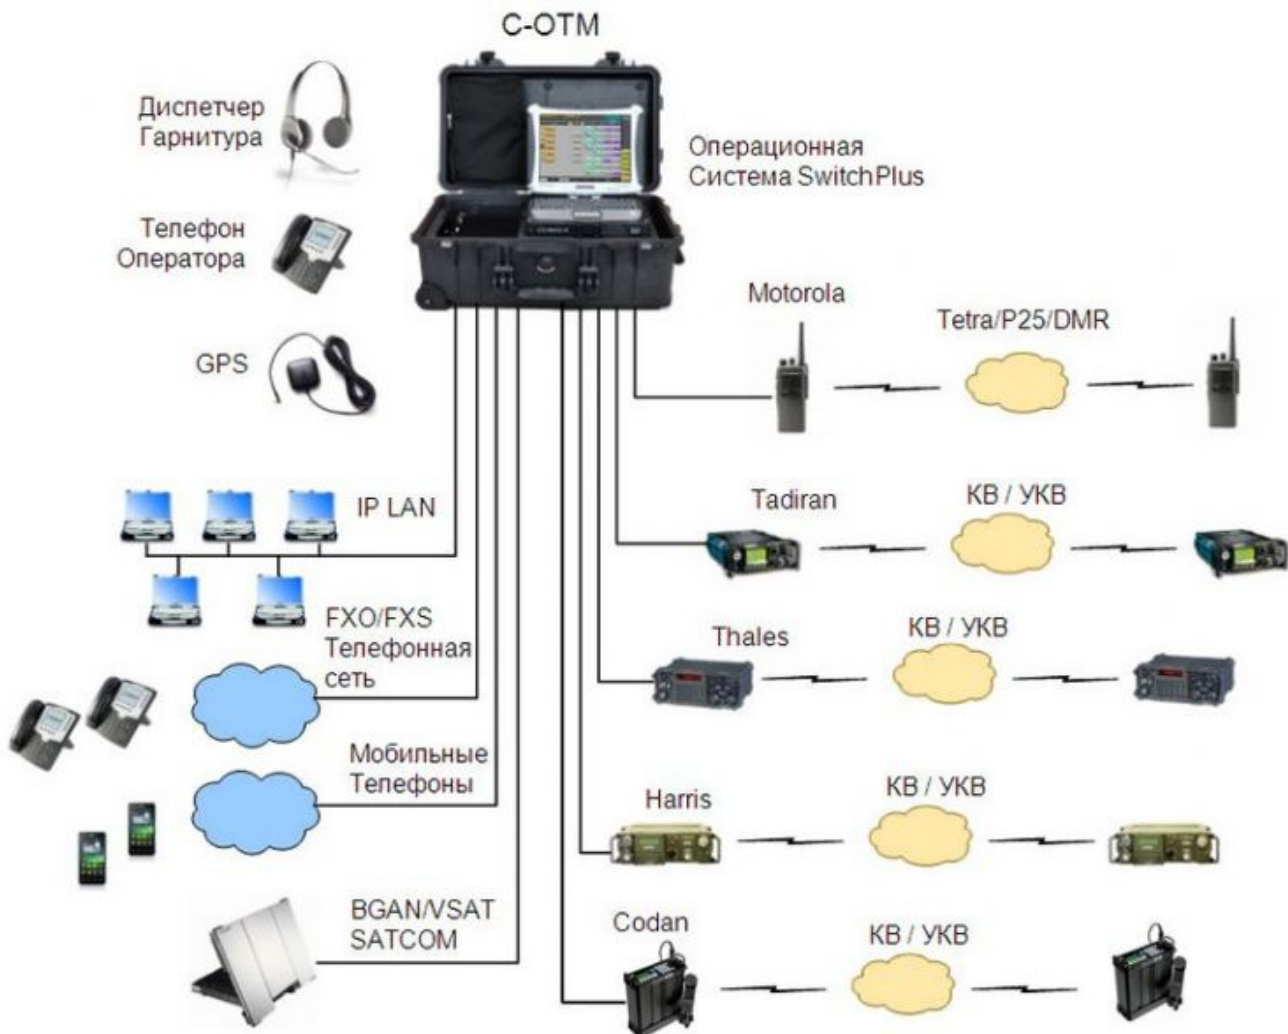 C-OTM
Диспетчер
Гарнитура
Операционная
Система SwitchPlus
Телефон
Оператора
GPS
Motorola
Tetra/P25/DMR
IP LAN
Tadiran
КВ / УКВ
FXO/FXS
Телефонная
сеть
Thales
КВ / УКВ
Мобильные
Телефоны
Harris
КВ / УКВ
BGAN/VSAT
SATCOM
Codan
КВ / УКВ